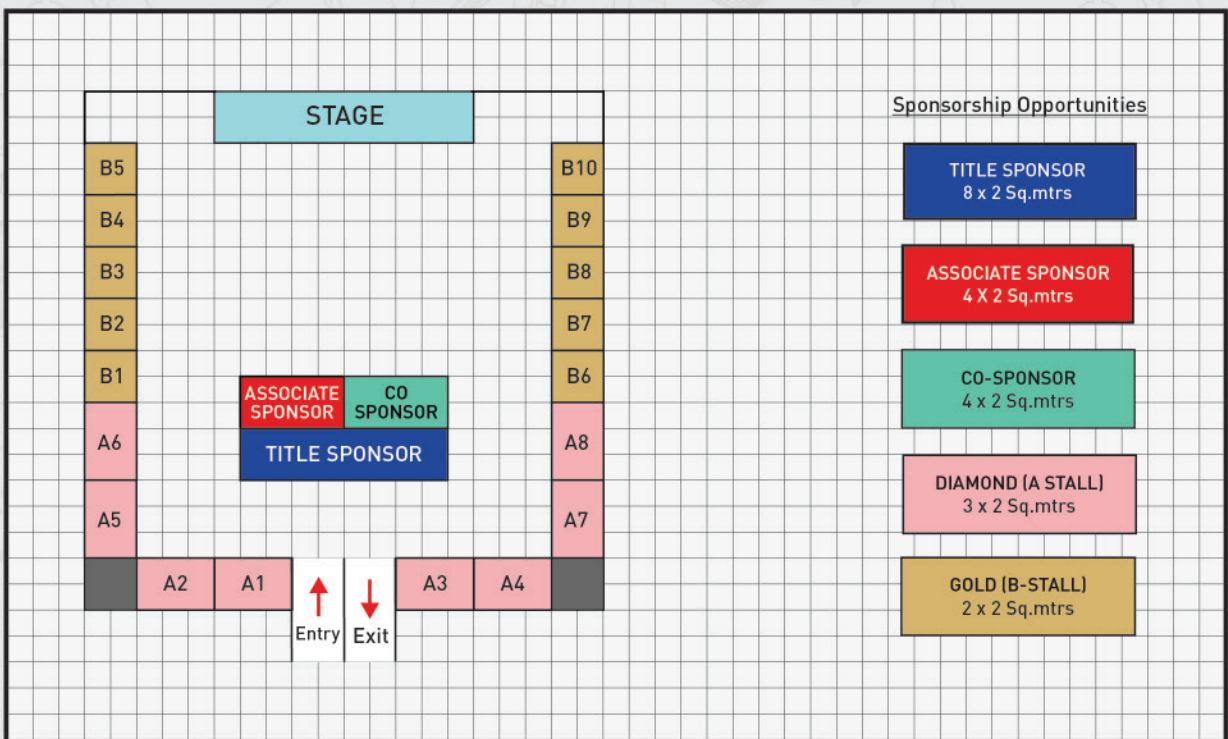 STAGE
B5
B4
B3
B2
B1
A6
A5
A2
A1
Entry
Exit
A3
A4
A7
A8
B6
B7
B8
B9
B10
ASSOCIATE
SPONSOR
CO
SPONSOR
TITLE SPONSOR
Sponsorship Opportunities
TITLE SPONSOR
8 x 2 Sq.mtrs
ASSOCIATE SPONSOR
4 X 2 Sq.mtrs
CO-SPONSOR
4 x 2 Sq.mtrs
DIAMOND (A STALL)
3 x 2 Sq.mtrs
GOLD (B-STALL)
2 x 2 Sq.mtrs